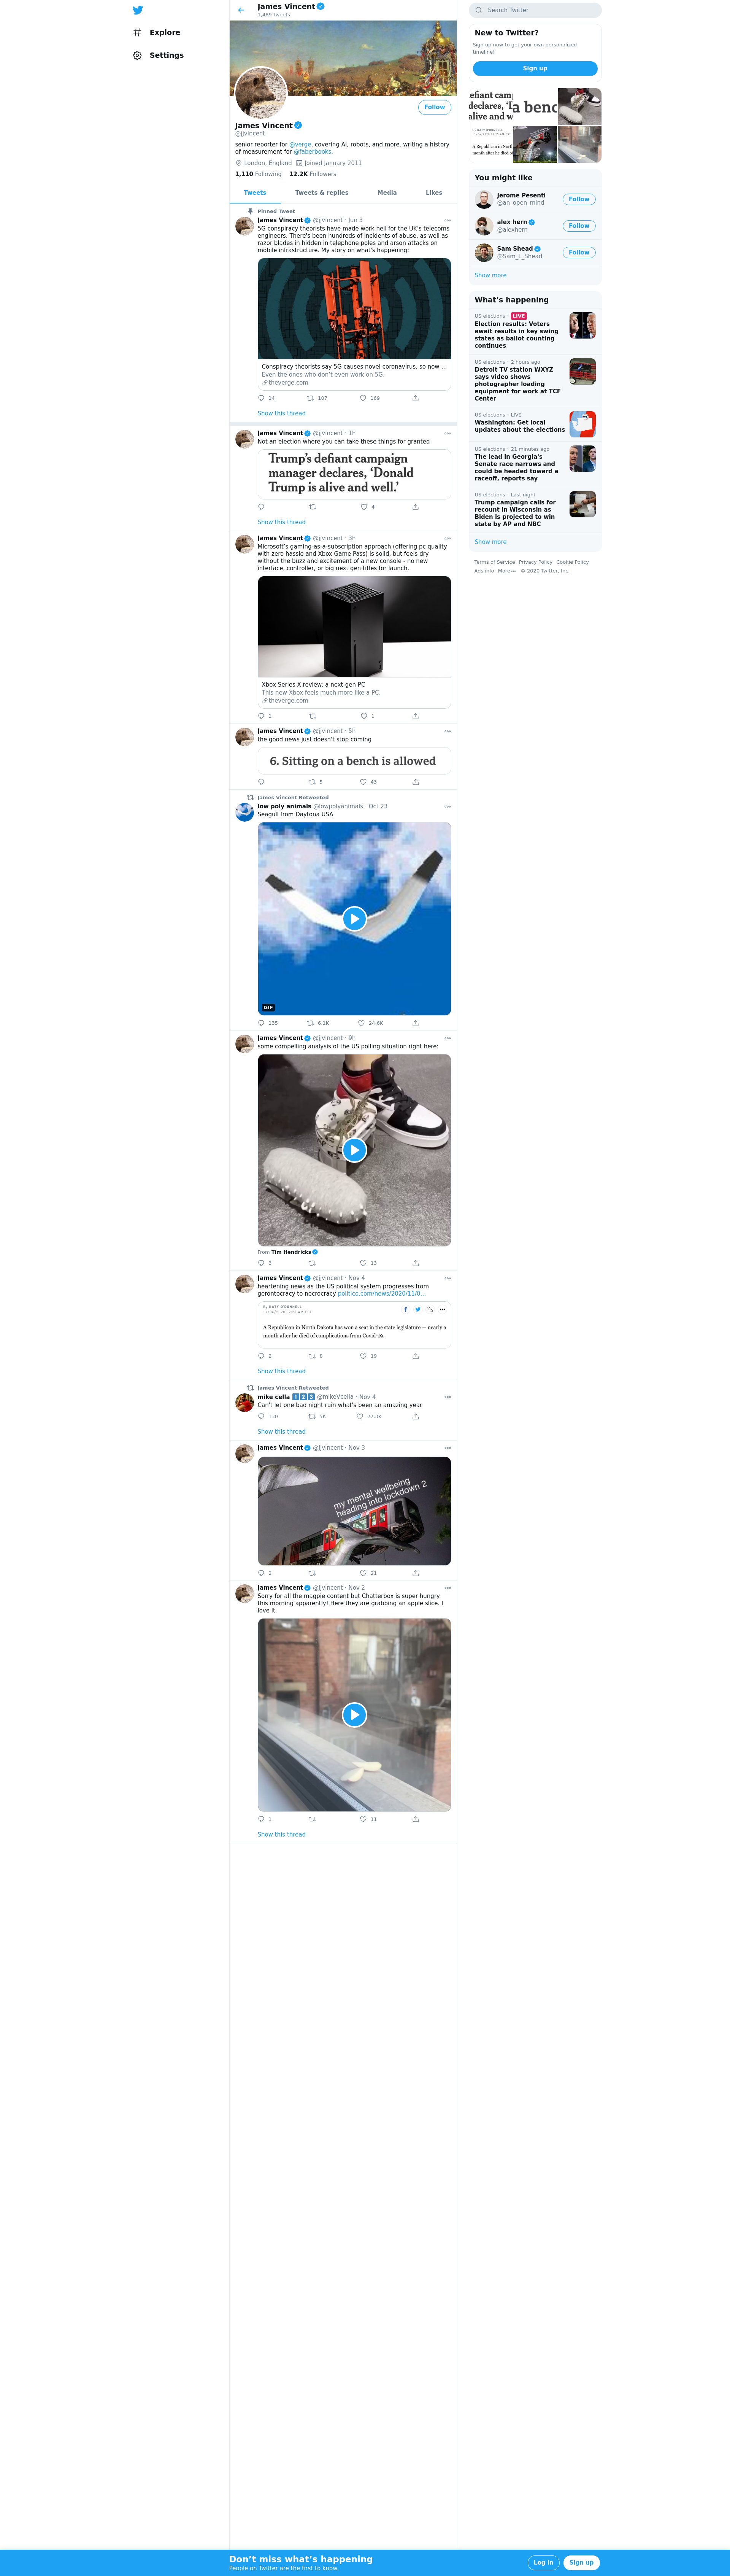 Explore
Settings
James Vincent
1,489 Tweets
Follow
James Vincent
@jjvincent
senior reporter for @verge, covering AI, robots, and more. writing a history
of measurement for @faberbooks.
London, England Joined January 2011
1,110 Following 12.2K Followers
Tweets Tweets & replies Media Likes
Pinned Tweet
James Vincent @jjvincent · Jun 3
5G conspiracy theorists have made work hell for the UK's telecoms
engineers. There's been hundreds of incidents of abuse, as well as
razor blades in hidden in telephone poles and arson attacks on
mobile infrastructure. My story on what's happening:
Conspiracy theorists say 5G causes novel coronavirus, so now ...
Even the ones who don't even work on 5G.
theverge.com
14 107 168
Show this thread
James Vincent @jjvincent · 1h
Not an election where you can take these things for granted
Trump's defiant campaign
manager declares, 'Donald
Trump is alive and well.'
4
Show this thread
James Vincent @jjvincent · 3h
Microsoft's gaming-as-a-subscription approach (offering pc quality
with zero hassle and Xbox Game Pass) is solid, but feels dry
without the buzz and excitement of a new console - no new
interface, controller, or big next gen titles for launch.
Xbox Series X review: a next-gen PC
This new Xbox feels much more like a PC.
theverge.com
1 1
James Vincent @jjvincent · 5h
the good news just doesn't stop coming
6. Sitting on a bench is allowed
5 43
James Vincent Retweeted
low poly animals @lowpolyanimals · Oct 23
Seagull from Daytona USA
GIF
135 6.1K 24.6K
James Vincent @jjvincent · 9h
some compelling analysis of the US polling situation right here:
From Tim Hendricks
3 13
James Vincent @jjvincent · Nov 4
heartening news as the US political system progresses from
gerontocracy to necrocracy politico.com/news/2020/11/0...
A Republican in North Dakota has won a seat in the state legislature — nearly a
month after he died of complications from Covid-19.
2 8 19
Show this thread
James Vincent Retweeted
mike cella 1 2 3 @mikeVcella · Nov 4
Can't let one bad night ruin what's been an amazing year
130 5K 27.3K
Show this thread
James Vincent @jjvincent · Nov 3
my mental wellbeing
heading into lockdown 2
2 21
James Vincent @jjvincent · Nov 2
Sorry for all the magpie content but Chatterbox is super hungry
this morning apparently! Here they are grabbing an apple slice. I
love it.
1 11
Show this thread
Search Twitter
New to Twitter?
Sign up now to get your own personalized
timeline!
Sign up
efiant cam
declares, 'I
alive and w
a benc
A Republican in North
month after he died o
You might like
Jerome Pesenti
@an_open_mind
Follow
alex hern
@alexhern
Follow
Sam Shead
@Sam_L_Shead
Follow
Show more
What's happening
US elections · LIVE
Election results: Voters
await results in key swing
states as ballot counting
continues
US elections · 2 hours ago
Detroit TV station WXYZ
says video shows
photographer loading
equipment for work at TCF
Center
US elections · LIVE
Washington: Get local
updates about the elections
US elections · 21 minutes ago
The lead in Georgia's
Senate race narrows and
could be headed toward a
raceoff, reports say
US elections · Last night
Trump campaign calls for
recount in Wisconsin as
Biden is projected to win
state by AP and NBC
Show more
Terms of Service Privacy Policy Cookie Policy
Ads info More © 2020 Twitter, Inc.
Don't miss what's happening
People on Twitter are the first to know.
Log in Sign up